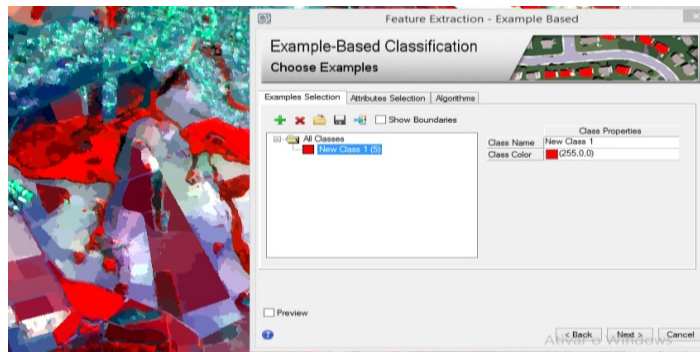 Feature Extraction - Example Based
Example-Based Classification
Choose Examples
Examples Selection Attributes Selection Algorithms
Show Boundaries
All Classes
New Class 1 (5)
Class Properties
Class Name New Class 1
Class Color (255,0,0)
Preview
< Back Next > Cancel
Ativar o Windows